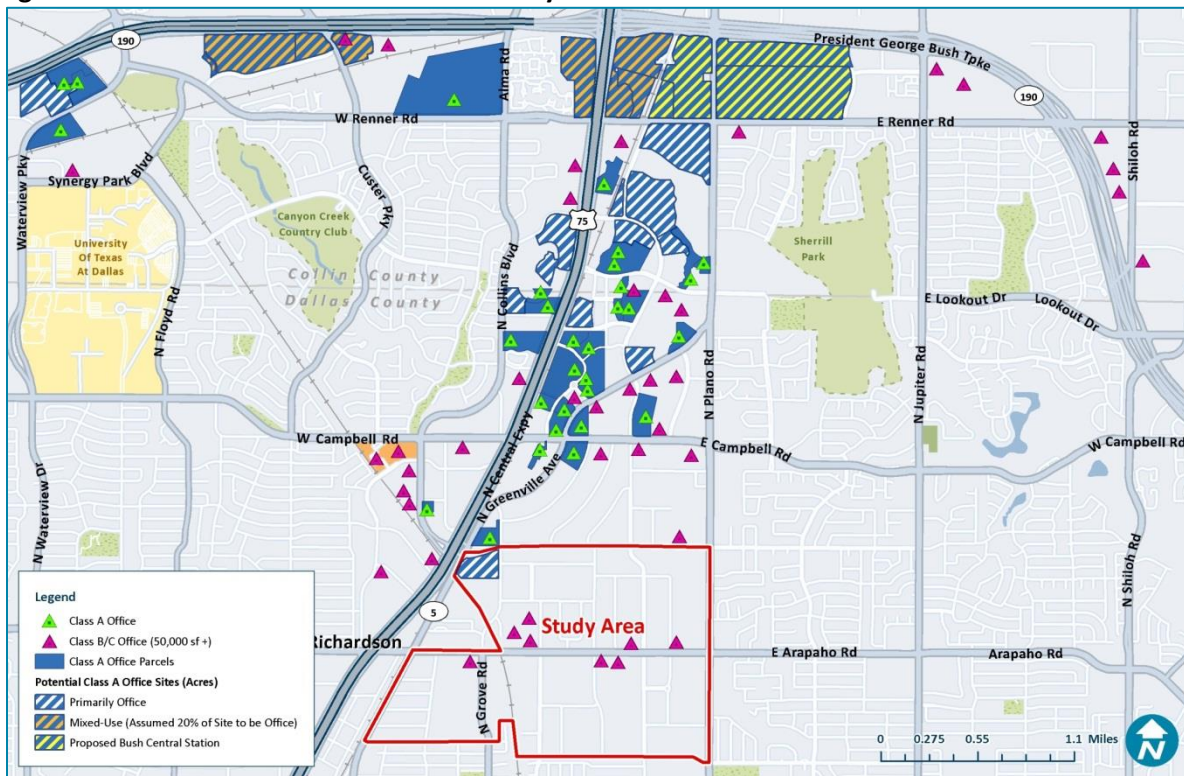 190
President George Bush Tpke
190
Alma Rd
W Renner Rd
E Renner Rd
Shiloh Rd
Waterview Pky
Synergy Park Blvd
Custer Pky
75
University
Of Texas
At Dallas
Canyon Creek
Country Club
Sherrill
Park
Collin County
Dallas County
N Floyd Rd
N Collins Blvd
E Lookout Dr
Lookout Dr
N Plano Rd
N Jupiter Rd
N Central Expy
W Campbell Rd
E Campbell Rd
W Campbell Rd
N Greenville Ave
N Waterview Dr
N Shiloh Rd
5
Richardson
Study Area
E Arapaho Rd
Arapaho Rd
N Grove Rd
Legend
Class A Office
Class B/C Office (50,000 sf +)
Class A Office Parcels
Potential Class A Office Sites (Acres)
Primarily Office
Mixed-Use (Assumed 20% of Site to be Office)
Proposed Bush Central Station
0 0.275 0.55 1.1 Miles
N